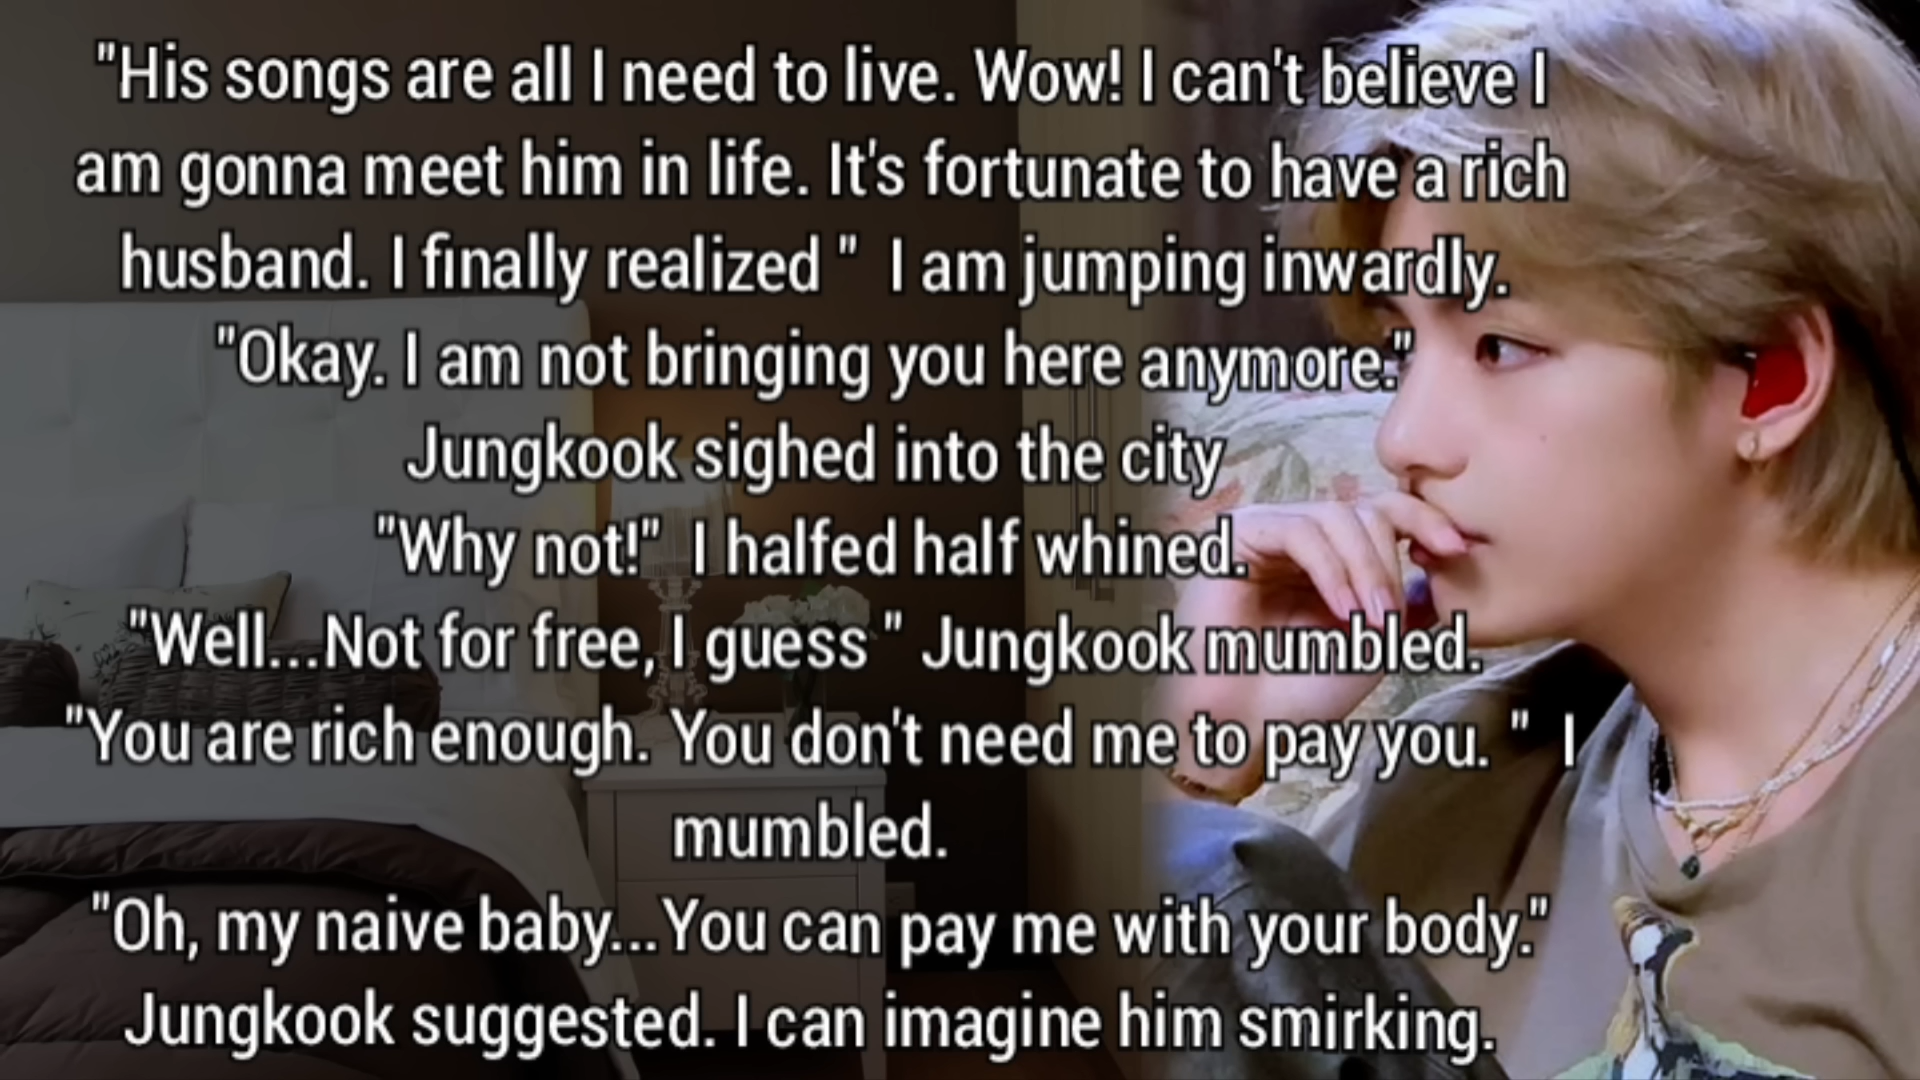 "His songs are all I need to live. Wow! I can't believe I
am gonna meet him in life. It's fortunate to have a rich
husband. I finally realized " I am jumping inwardly.
"Okay. I am not bringing you here anymore."
Jungkook sighed into the city
"Why not!" I halfed half whined.
"Well...Not for free, I guess " Jungkook mumbled.
"You are rich enough. You don't need me to pay you. " I
mumbled.
"Oh, my naive baby...You can pay me with your body."
Jungkook suggested. I can imagine him smirking.